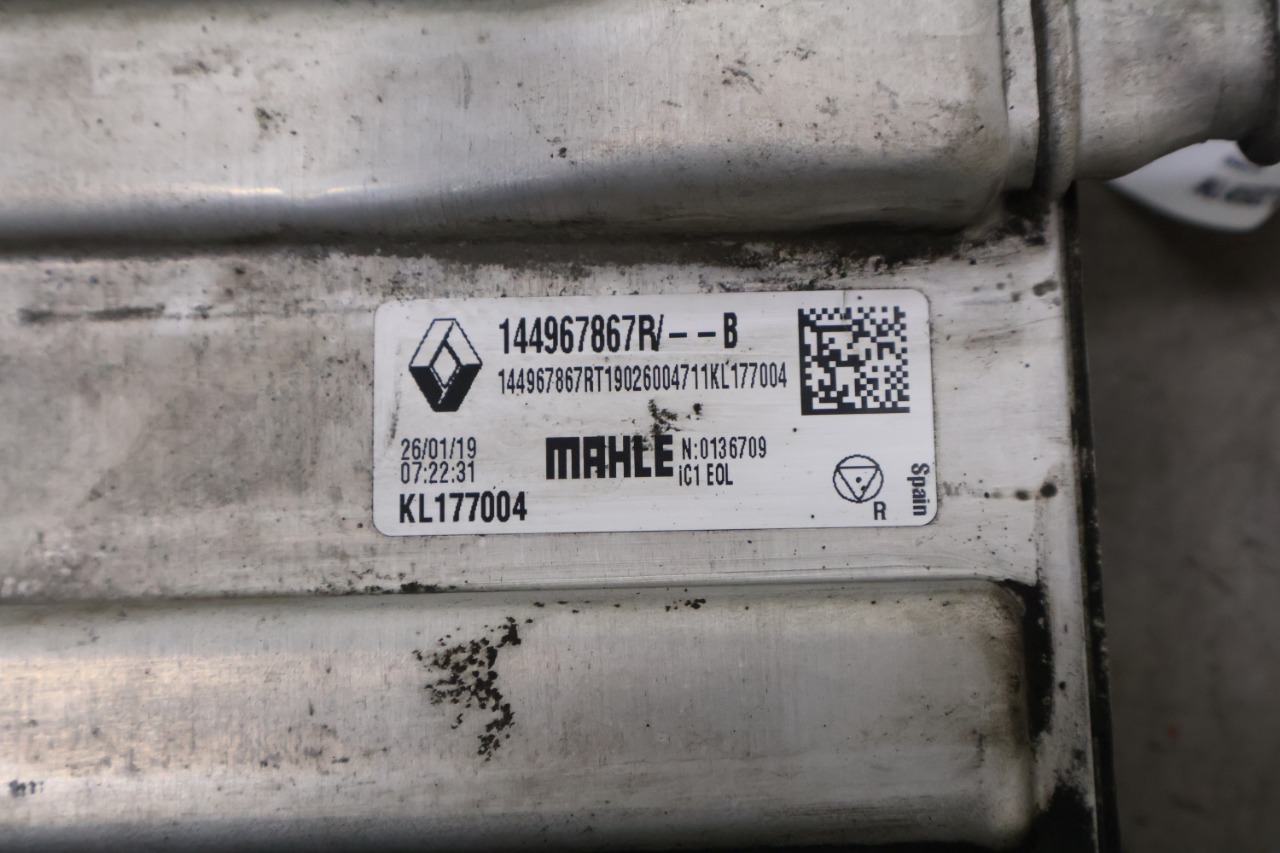 144967867R/--B
144967867RT19026004711KL177004
26/01/19
07:22:31
MAHLE
N:0136709
iC1 EOL
KL177004
R
Spain